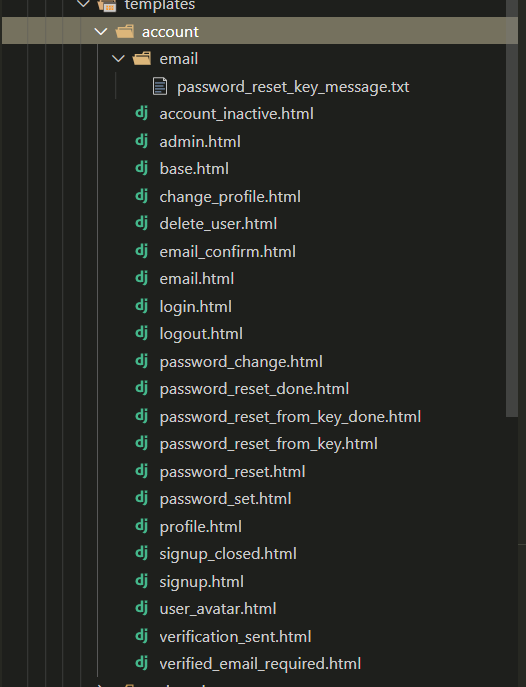 templates
account
email
password_reset_key_message.txt
dj account_inactive.html
dj admin.html
dj base.html
dj change_profile.html
dj delete_user.html
dj email_confirm.html
dj email.html
dj login.html
dj logout.html
dj password_change.html
dj password_reset_done.html
dj password_reset_from_key_done.html
dj password_reset_from_key.html
dj password_reset.html
dj password_set.html
dj profile.html
dj signup_closed.html
dj signup.html
dj user_avatar.html
dj verification_sent.html
dj verified_email_required.html